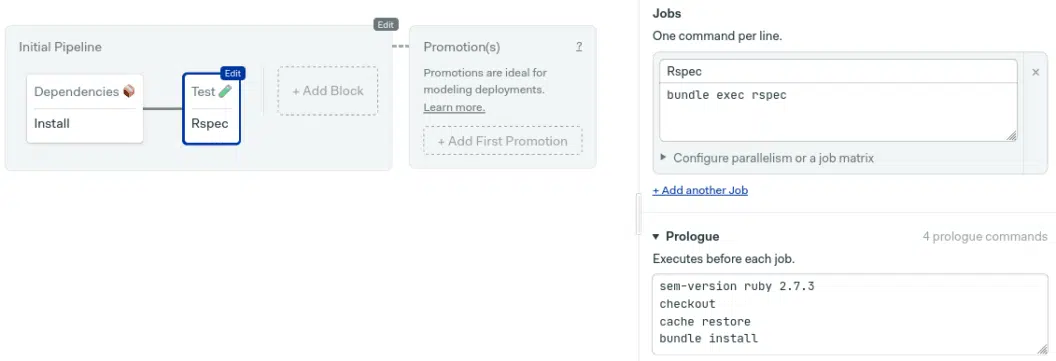 Edit
Initial Pipeline
Dependencies
Install
Edit
Test
Rspec
+ Add Block
Promotion(s)
?
Promotions are ideal for
modeling deployments.
Learn more.
+ Add First Promotion
Jobs
One command per line.
Rspec
×
bundle exec rspec
Configure parallelism or a job matrix
+ Add another Job
Prologue
4 prologue commands
Executes before each job.
sem-version ruby 2.7.3
checkout
cache restore
bundle install